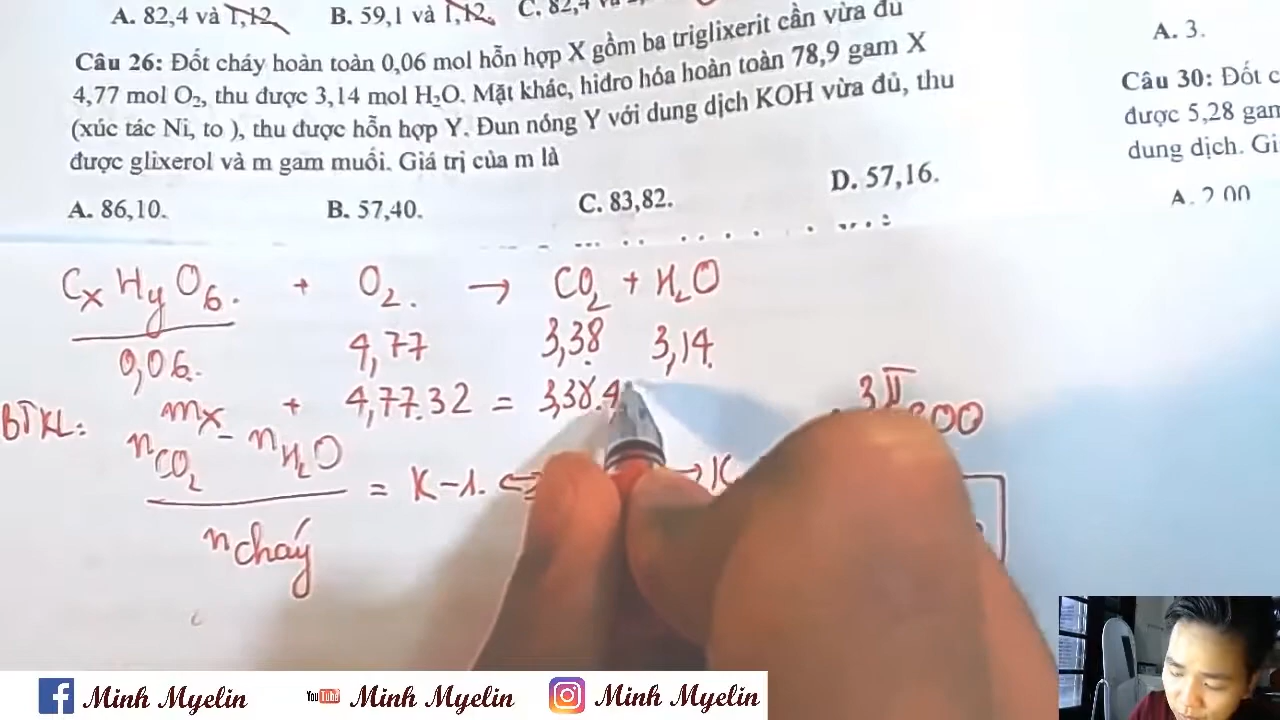 A. 82,4 và 1,12. B. 59,1 và 1,12. C. 82,4
Câu 26: Đốt cháy hoàn toàn 0,06 mol hỗn hợp X gồm ba triglixerit cần vừa đủ
4,77 mol O₂, thu được 3,14 mol H₂O. Mặt khác, hiđro hóa hoàn toàn 78,9 gam X
(xúc tác Ni, to ), thu được hỗn hợp Y. Đun nóng Y với dung dịch KOH vừa đủ, thu
được glixerol và m gam muối. Giá trị của m là
A. 86,10. B. 57,40. C. 83,82. D. 57,16.
A. 3.
Câu 30: Đốt c
được 5,28 gam
dung dịch. Gi
A. 2,00
CxHyO6. + O2. → CO2 + H2O
0,06. 4,77 3,38 3,14.
BTKL: mX + 4,77.32 = 3,38.4
nCO2 - nH2O
= K-1. ⇔ → K
n cháy
3π
COO
Minh Myelin YouTube Minh Myelin Minh Myelin